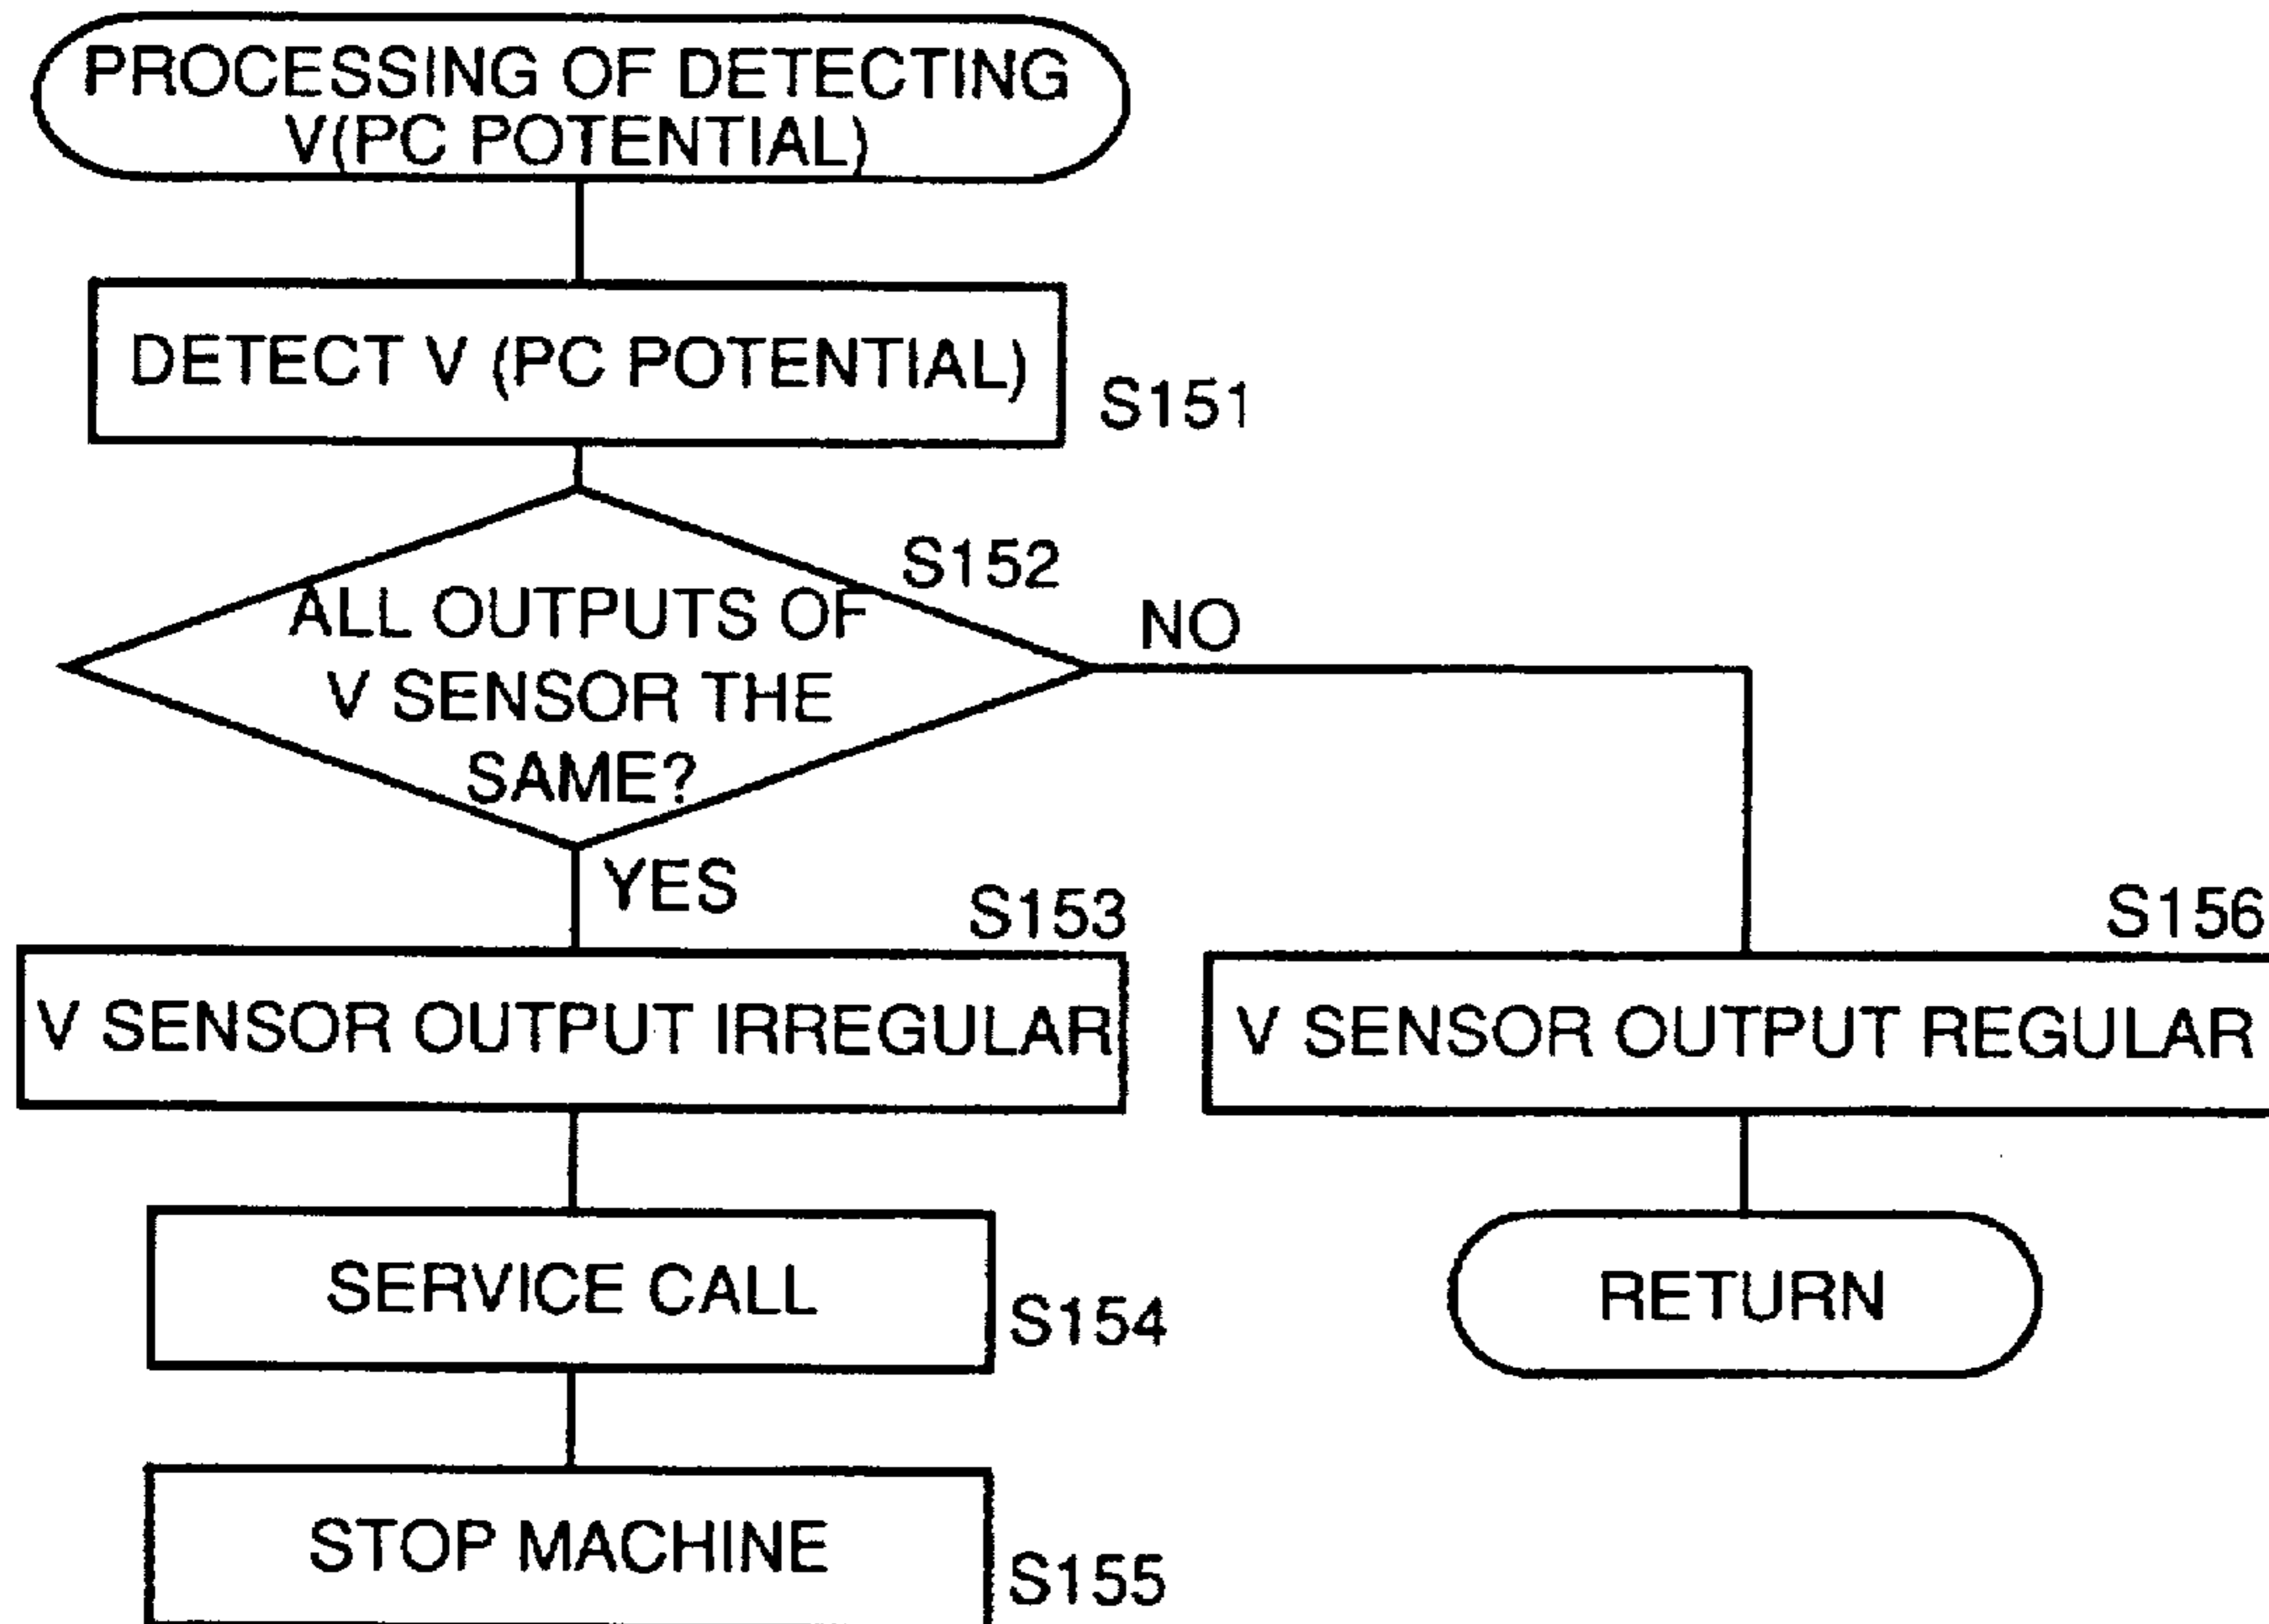 PROCESSING OF DETECTING
V(PC POTENTIAL)
DETECT V (PC POTENTIAL)
S151
S152
ALL OUTPUTS OF
V SENSOR THE
SAME?
NO
YES
S153
V SENSOR OUTPUT IRREGULAR
S156
V SENSOR OUTPUT REGULAR
SERVICE CALL
S154
RETURN
STOP MACHINE
S155